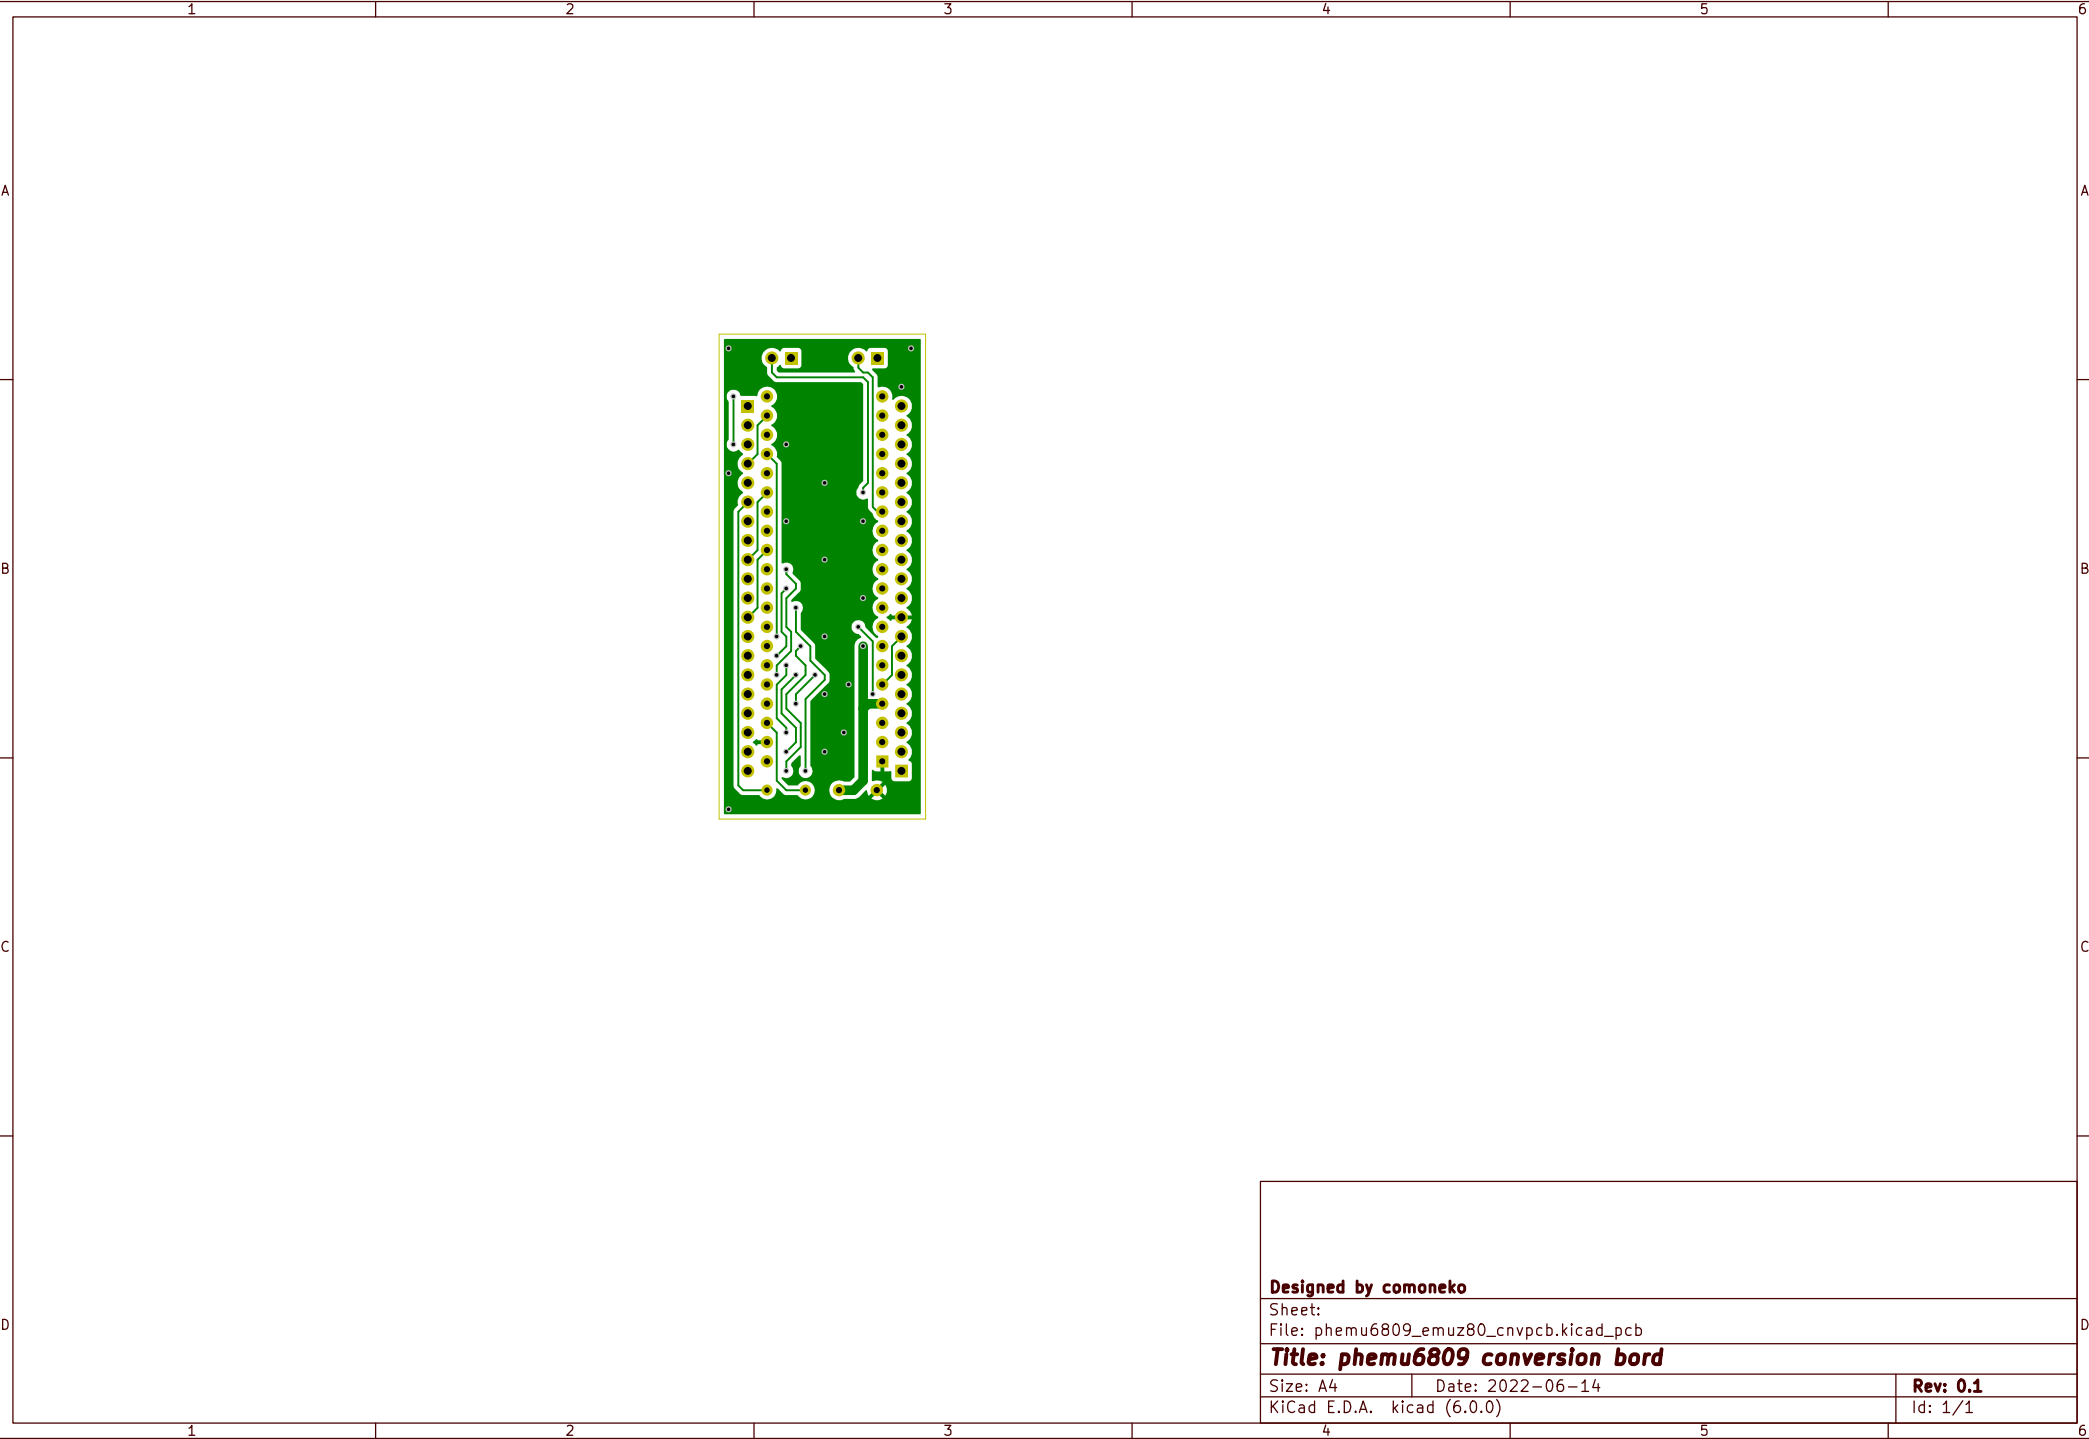 1 2 3 4 5 6
A A
B B
C C
Designed by comoneko
Sheet:
D D
File: phemu6809_emuz80_cnvpcb.kicad_pcb
Title: phemu6809 conversion bord
Size: A4 Date: 2022-06-14 Rev: 0.1
KiCad E.D.A. kicad (6.0.0) Id: 1/1
1 2 3 4 5 6